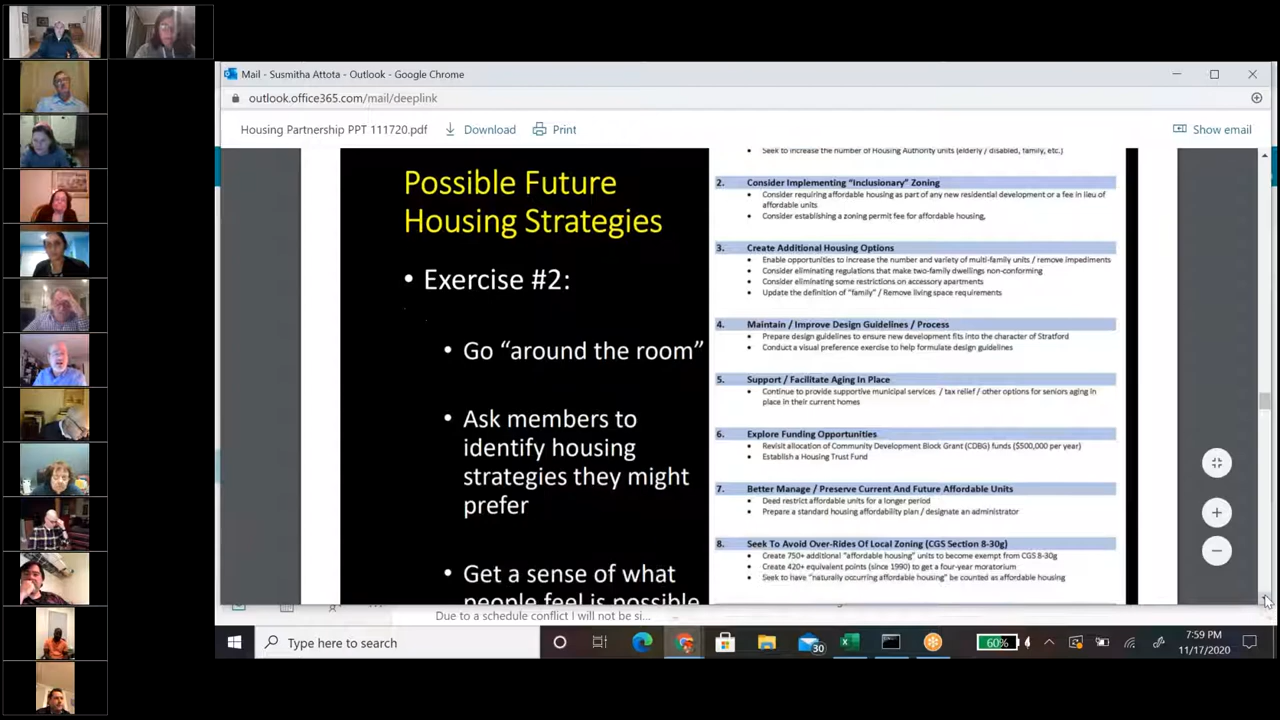 Mail - Susmitha Attota - Outlook - Google Chrome
outlook.office365.com/mail/deeplink
Housing Partnership PPT 111720.pdf
Download
Print
Show email
Possible Future
Housing Strategies
• Exercise #2:
• Go “around the room”
• Ask members to
identify housing
strategies they might
prefer
• Get a sense of what
people feel is possible
• Seek to increase the number of Housing Authority units (elderly / disabled, family, etc.)
2. Consider Implementing “Inclusionary” Zoning
• Consider requiring affordable housing as part of any new residential development or a fee in lieu of
affordable units
• Consider establishing a zoning permit fee for affordable housing,
3. Create Additional Housing Options
• Enable opportunities to increase the number and variety of multi-family units / remove impediments
• Consider eliminating regulations that make two-family dwellings non-conforming
• Consider eliminating some restrictions on accessory apartments
• Update the definition of “family” / Remove living space requirements
4. Maintain / Improve Design Guidelines / Process
• Prepare design guidelines to ensure new development fits into the character of Stratford
• Conduct a visual preference exercise to help formulate design guidelines
5. Support / Facilitate Aging In Place
• Continue to provide supportive municipal services / tax relief / other options for seniors aging in
place in their current homes
6. Explore Funding Opportunities
• Revisit allocation of Community Development Block Grant (CDBG) funds ($500,000 per year)
• Establish a Housing Trust Fund
7. Better Manage / Preserve Current And Future Affordable Units
• Deed restrict affordable units for a longer period
• Prepare a standard housing affordability plan / designate an administrator
8. Seek To Avoid Over-Rides Of Local Zoning (CGS Section 8-30g)
• Create 750+ additional “affordable housing” units to become exempt from CGS 8-30g
• Create 420+ equivalent points (since 1990) to get a four-year moratorium
• Seek to have “naturally occurring affordable housing” be counted as affordable housing
Due to a schedule conflict I will not be si...
Type here to search
30
60%
7:59 PM
11/17/2020